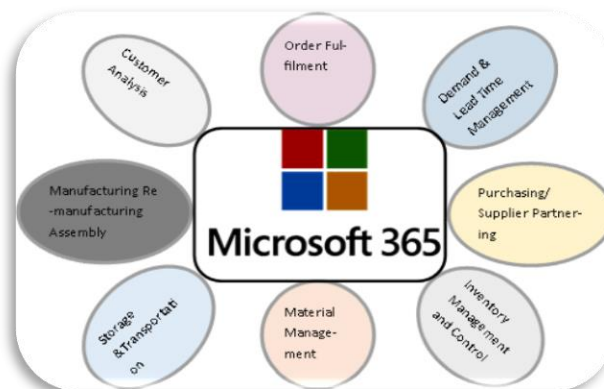 Customer
Analysis
Order Ful-
filment
Demand &
Lead Time
Management
Manufacturing Re
-manufacturing
Assembly
Microsoft 365
Purchasing/
Supplier Partner-
ing
Storage
&Transportati
on
Material
Manage-
ment
Inventory
Management
and Control